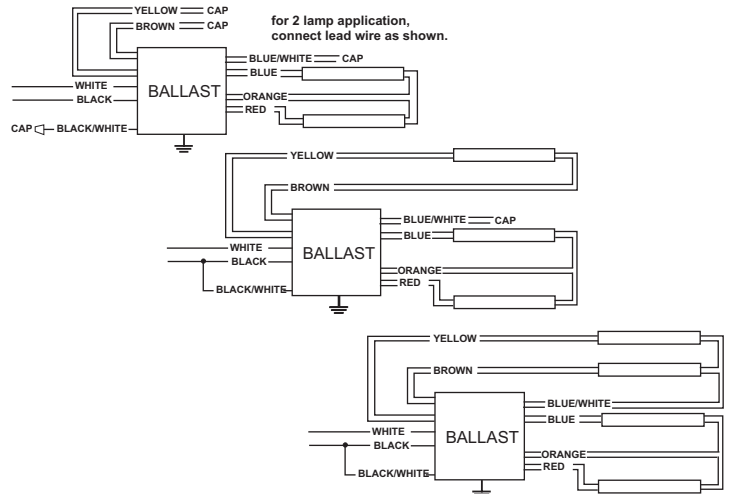 YELLOW CAP
BROWN CAP
for 2 lamp application,
connect lead wire as shown.
BLUE/WHITE CAP
BLUE
WHITE
BLACK
BALLAST
ORANGE
RED
CAP BLACK/WHITE
YELLOW
BROWN
BLUE/WHITE CAP
BLUE
WHITE
BLACK
BALLAST
ORANGE
RED
BLACK/WHITE
YELLOW
BROWN
BLUE/WHITE
BLUE
WHITE
BLACK
BALLAST
ORANGE
RED
BLACK/WHITE